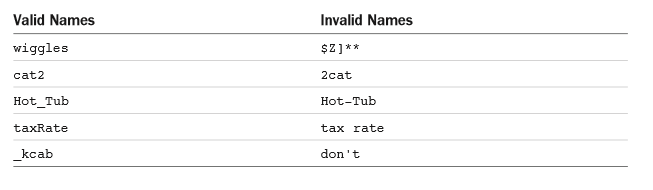 Valid Names Invalid Names
wiggles $Z]**
cat2 2cat
Hot_Tub Hot-Tub
taxRate tax rate
_kcab don't